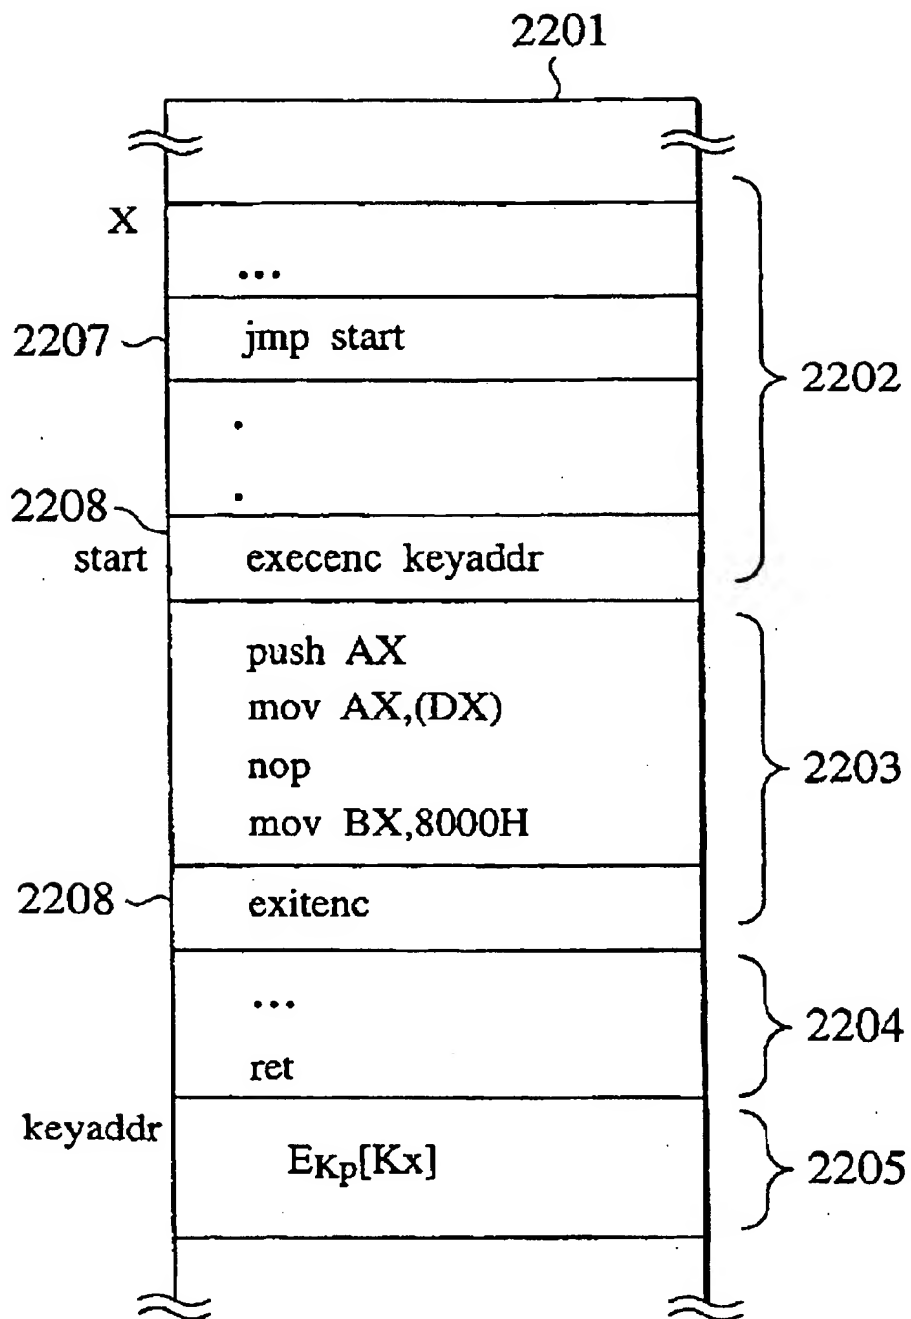 2201
X
...
2207
jmp start
2202
.
.
2208
start
execenc keyaddr
push AX
mov AX,(DX)
nop
mov BX,8000H
2203
2208
exitenc
...
ret
2204
keyaddr
EKp[Kx]
2205